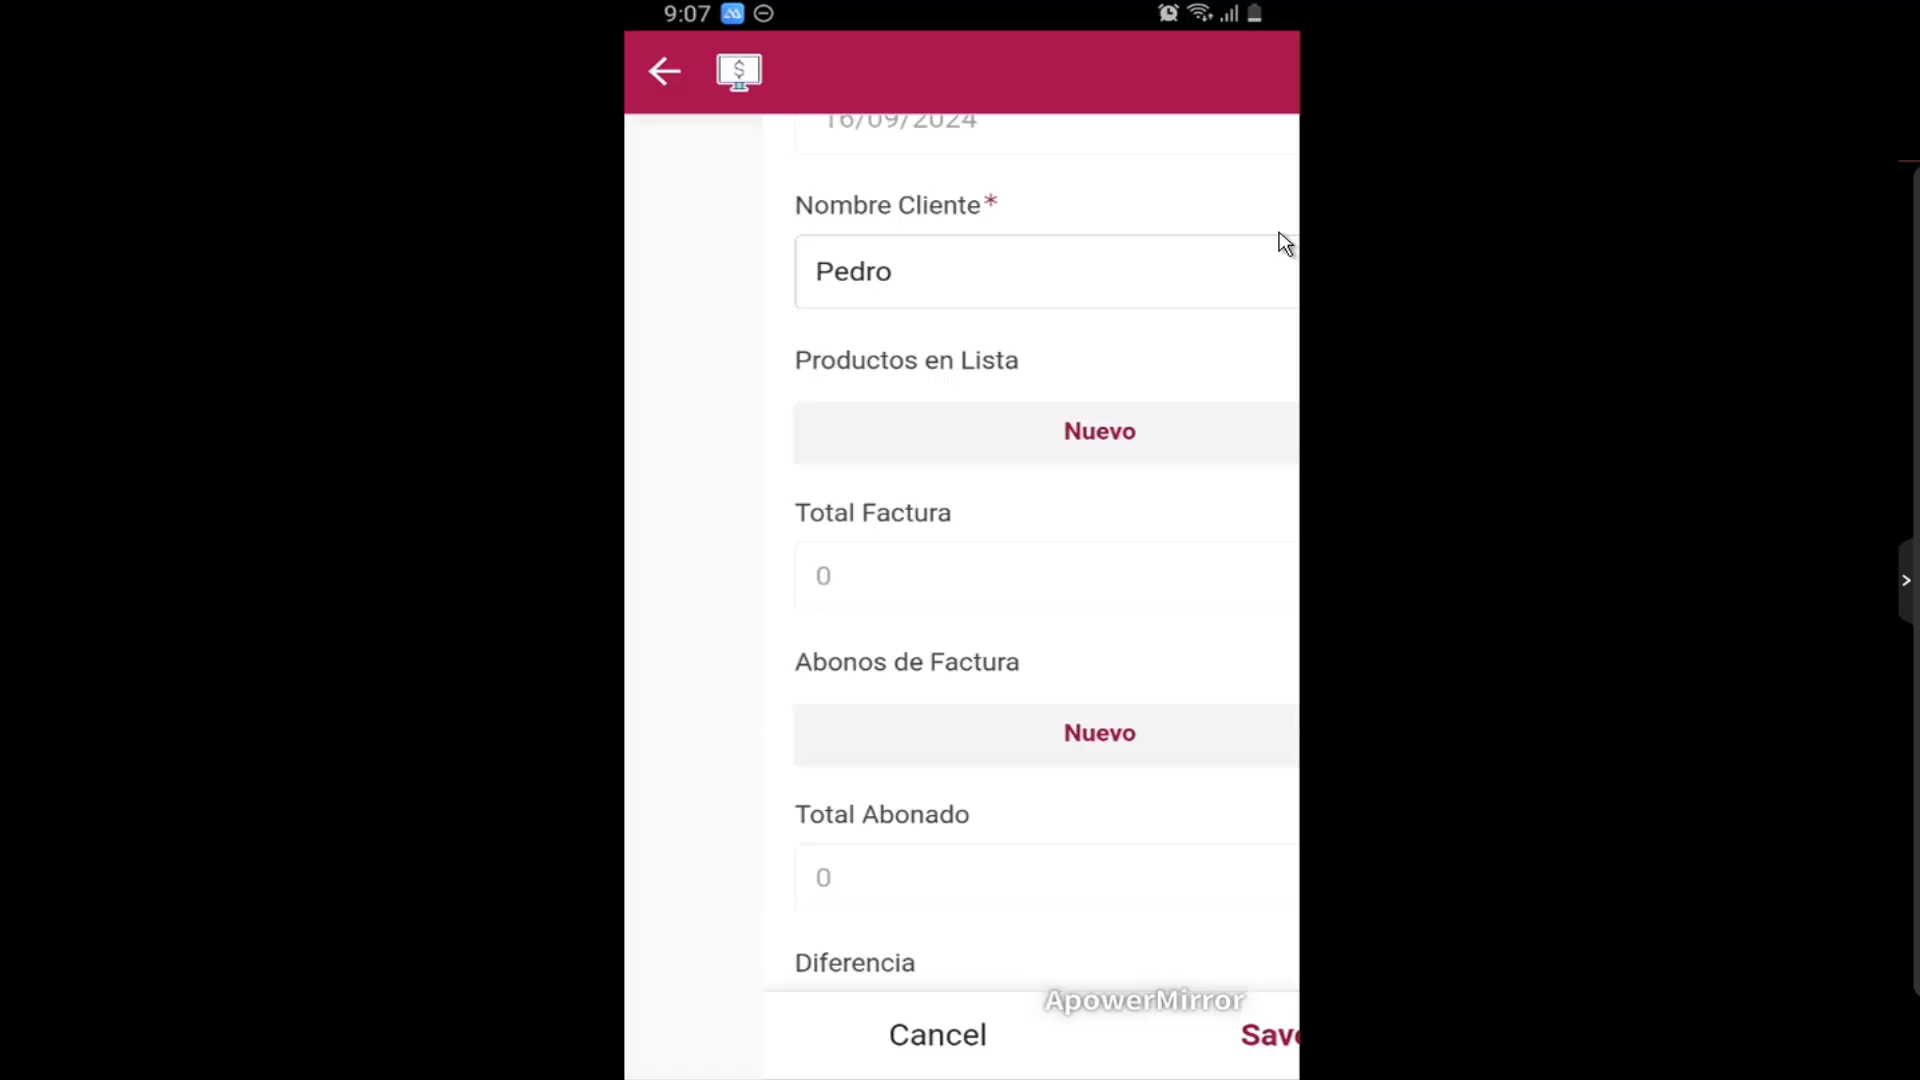 9:07
$
16/09/2024
Nombre Cliente*
Pedro
Productos en Lista
Nuevo
Total Factura
0
Abonos de Factura
Nuevo
Total Abonado
0
Diferencia
ApowerMirror
Cancel
Save